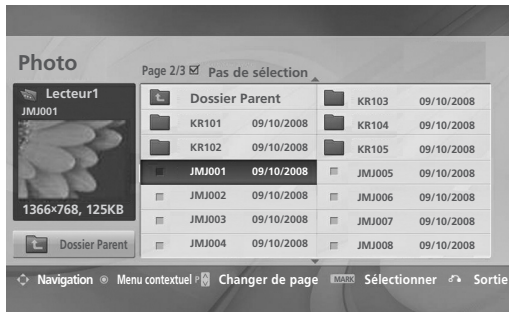 Photo
Page 2/3 Pas de sélection
Lecteur1
JMJ001
1366×768, 125KB
Dossier Parent
Dossier Parent
KR101 09/10/2008
KR102 09/10/2008
JMJ001 09/10/2008
JMJ002 09/10/2008
JMJ003 09/10/2008
JMJ004 09/10/2008
KR103 09/10/2008
KR104 09/10/2008
KR105 09/10/2008
JMJ005 09/10/2008
JMJ006 09/10/2008
JMJ007 09/10/2008
JMJ008 09/10/2008
Navigation Menu contextuel P Changer de page MARK Sélectionner Sortie